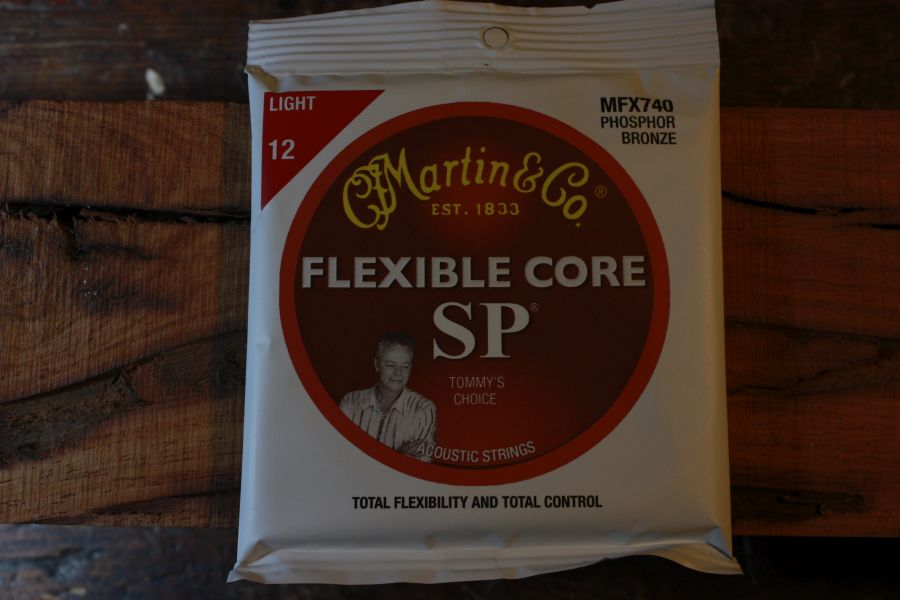 LIGHT
12
MFX740
PHOSPHOR
BRONZE
CFMartin&Co.®
EST. 1833
FLEXIBLE CORE
SP®
TOMMY'S
CHOICE
ACOUSTIC STRINGS
TOTAL FLEXIBILITY AND TOTAL CONTROL